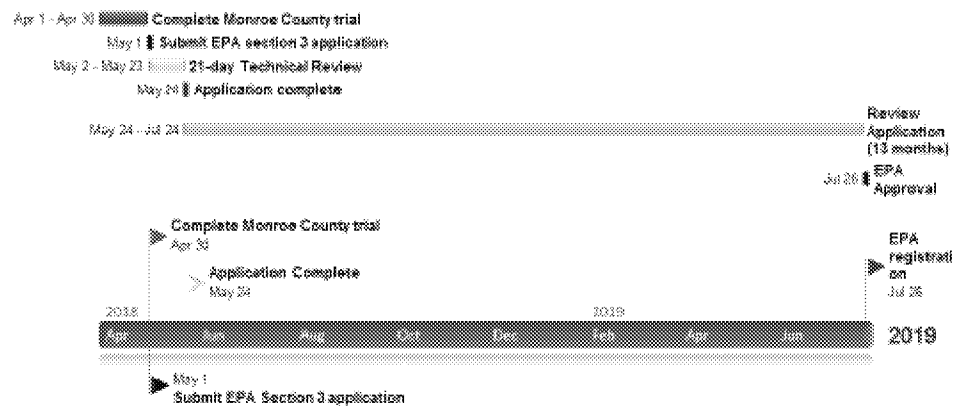 Apr 1 - Apr 30 Complete Monroe County trial
May 1 Submit EPA section 3 application
May 2 - May 23 21-day Technical Review
May 24 Application complete
May 24 - Jul 24 Review Application (13 months)
Jul 26 EPA Approval
Complete Monroe County trial
Apr 30
Application Complete
May 24
EPA
registrati
on
Jul 26
2018
2019
Apr Jun Aug Oct Dec Feb Apr Jun
2019
May 1
Submit EPA Section 3 application